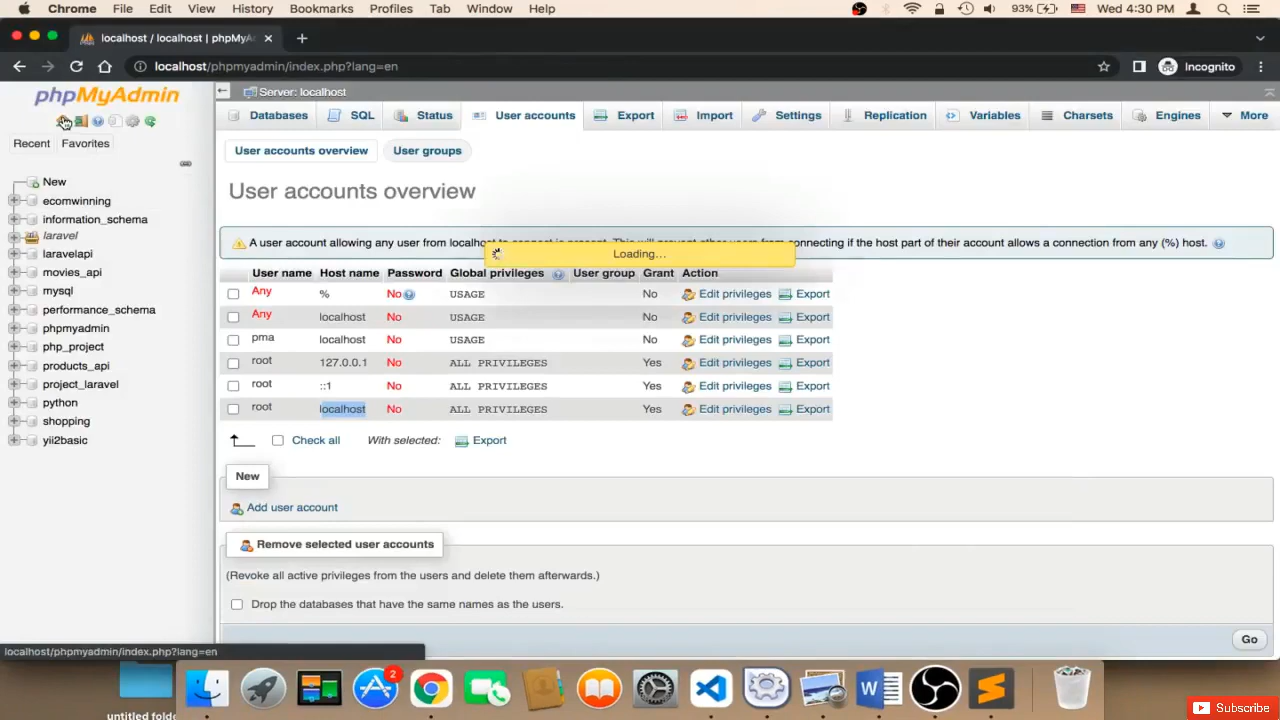 Chrome File Edit View History Bookmarks Profiles Tab Window Help 93% Wed 4:30 PM
localhost / localhost | phpMyA
localhost/phpmyadmin/index.php?lang=en Incognito
phpMyAdmin
Recent Favorites
New
ecomwinning
information_schema
laravel
laravelapi
movies_api
mysql
performance_schema
phpmyadmin
php_project
products_api
project_laravel
python
shopping
yii2basic
Server: localhost
Databases SQL Status User accounts Export Import Settings Replication Variables Charsets Engines More
User accounts overview User groups
User accounts overview
A user account allowing any user from localhost to connect is present. This will prevent other users from connecting if the host part of their account allows a connection from any (%) host.
Loading…
User name Host name Password Global privileges User group Grant Action
Any % No USAGE No Edit privileges Export
Any localhost No USAGE No Edit privileges Export
pma localhost No USAGE No Edit privileges Export
root 127.0.0.1 No ALL PRIVILEGES Yes Edit privileges Export
root ::1 No ALL PRIVILEGES Yes Edit privileges Export
root localhost No ALL PRIVILEGES Yes Edit privileges Export
Check all With selected: Export
New
Add user account
Remove selected user accounts
(Revoke all active privileges from the users and delete them afterwards.)
Drop the databases that have the same names as the users.
Go
localhost/phpmyadmin/index.php?lang=en
2
untitled folde
Subscribe